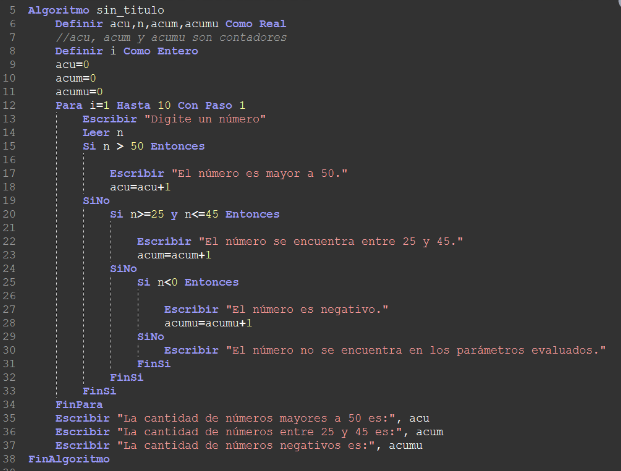 5 Algoritmo sin_titulo
6 Definir acu,n,acum,acumu Como Real
7 //acu, acum y acumu son contadores
8 Definir i Como Entero
9 acu=0
10 acum=0
11 acumu=0
12 Para i=1 Hasta 10 Con Paso 1
13 Escribir "Digite un número"
14 Leer n
15 Si n > 50 Entonces
16
17 Escribir "El número es mayor a 50."
18 acu=acu+1
19 SiNo
20 Si n>=25 y n<=45 Entonces
21
22 Escribir "El número se encuentra entre 25 y 45."
23 acum=acum+1
24 SiNo
25 Si n<0 Entonces
26
27 Escribir "El número es negativo."
28 acumu=acumu+1
29 SiNo
30 Escribir "El número no se encuentra en los parámetros evaluados."
31 FinSi
32 FinSi
33 FinSi
34 FinPara
35 Escribir "La cantidad de números mayores a 50 es:", acu
36 Escribir "La cantidad de números entre 25 y 45 es:", acum
37 Escribir "La cantidad de números negativos es:", acumu
38 FinAlgoritmo